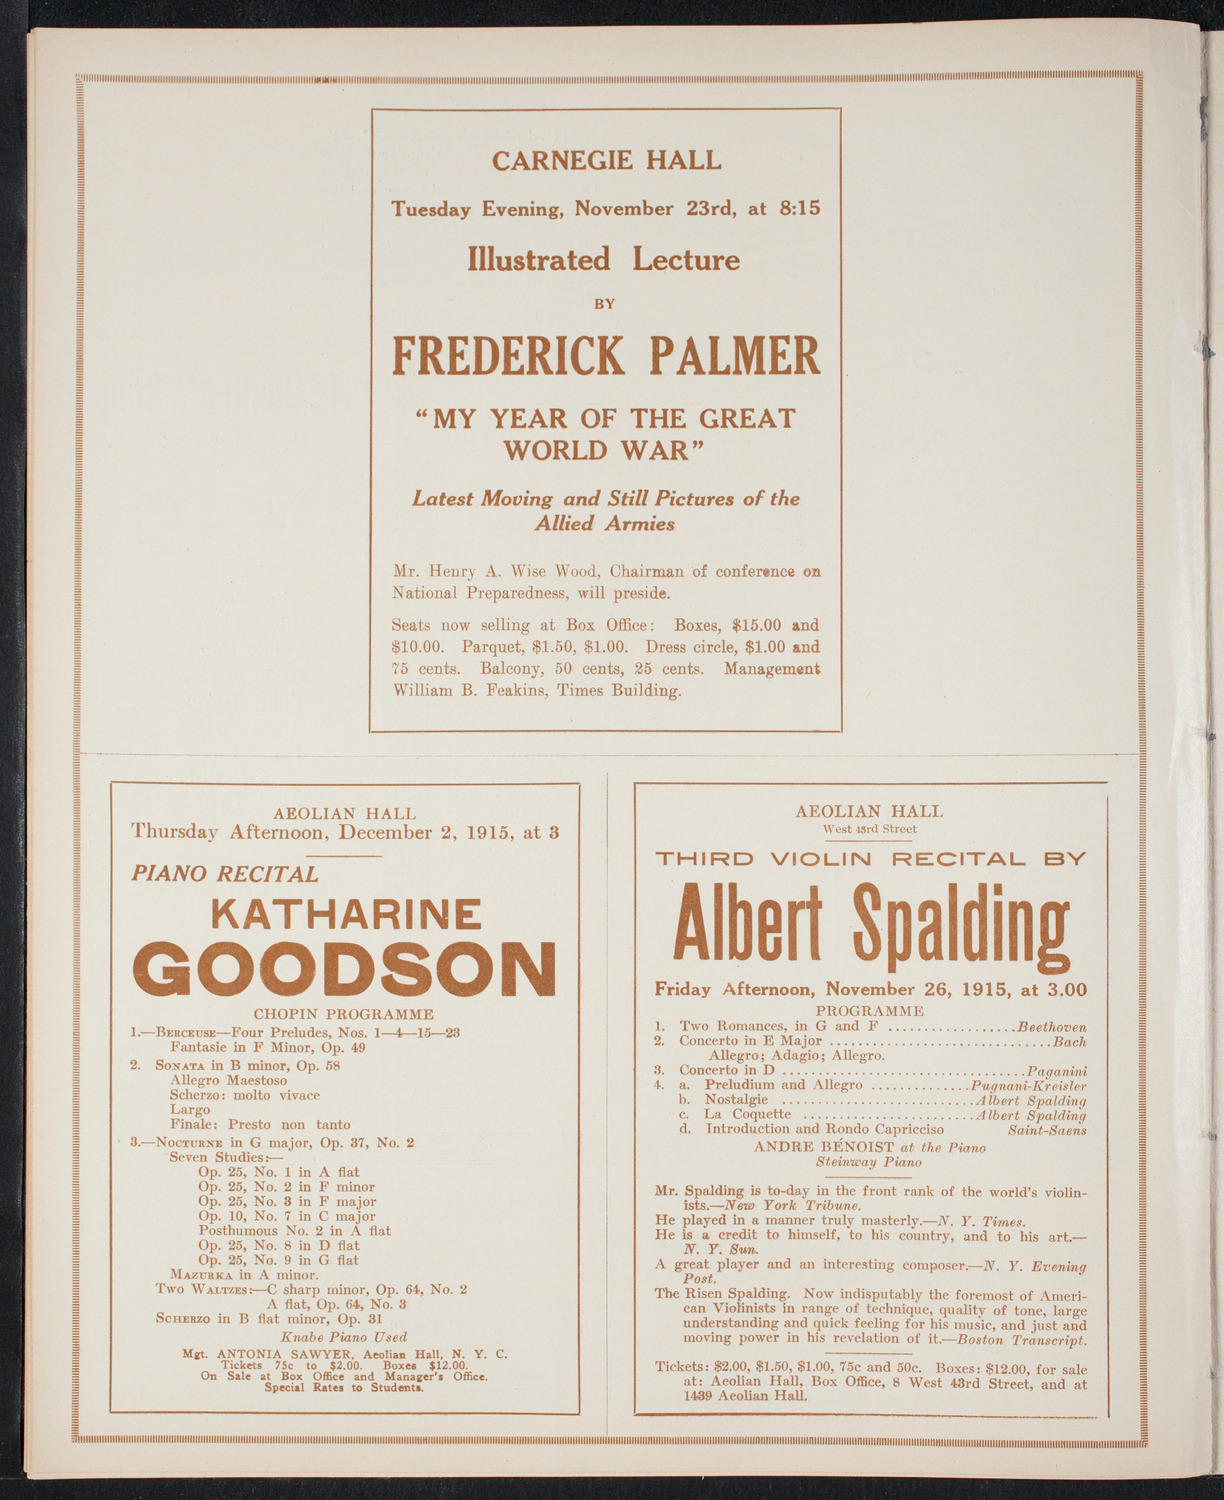 CARNEGIE HALL
Tuesday Evening, November 23rd, at 8:15
Illustrated Lecture
BY
FREDERICK PALMER
“MY YEAR OF THE GREAT
WORLD WAR”
Latest Moving and Still Pictures of the
Allied Armies
Mr. Henry A. Wise Wood, Chairman of conference on
National Preparedness, will preside.
Seats now selling at Box Office: Boxes, $15.00 and
$10.00. Parquet, $1.50, $1.00. Dress circle, $1.00 and
75 cents. Balcony, 50 cents, 25 cents. Management
William B. Feakins, Times Building.
AEOLIAN HALL
Thursday Afternoon, December 2, 1915, at 3
PIANO RECITAL
KATHARINE
GOODSON
CHOPIN PROGRAMME
1.—BERCEUSE—Four Preludes, Nos. 1—4—15—23
Fantasie in F Minor, Op. 49
2. SONATA in B minor, Op. 58
Allegro Maestoso
Scherzo: molto vivace
Largo
Finale: Presto non tanto
3.—NOCTURNE in G major, Op. 37, No. 2
Seven Studies:—
Op. 25, No. 1 in A flat
Op. 25, No. 2 in F minor
Op. 25, No. 3 in F major
Op. 10, No. 7 in C major
Posthumous No. 2 in A flat
Op. 25, No. 8 in D flat
Op. 25, No. 9 in G flat
MAZURKA in A minor.
TWO WALTZES:—C sharp minor, Op. 64, No. 2
A flat, Op. 64, No. 3
SCHERZO in B flat minor, Op. 31
Knabe Piano Used
Mgt. ANTONIA SAWYER, Aeolian Hall, N. Y. C.
Tickets 75c to $2.00. Boxes $12.00.
On Sale at Box Office and Manager's Office.
Special Rates to Students.
AEOLIAN HALL
West 43rd Street
THIRD VIOLIN RECITAL BY
Albert Spalding
Friday Afternoon, November 26, 1915, at 3.00
PROGRAMME
1. Two Romances, in G and F ..................Beethoven
2. Concerto in E Major ...............................Bach
Allegro; Adagio; Allegro.
3. Concerto in D ..................................Paganini
4. a. Preludium and Allegro ..............Pugnani-Kreisler
b. Nostalgie ...........................Albert Spalding
c. La Coquette ........................Albert Spalding
d. Introduction and Rondo Capricciso Saint-Saens
ANDRE BÉNOIST at the Piano
Steinway Piano
Mr. Spalding is to-day in the front rank of the world's violin-
ists.—New York Tribune.
He played in a manner truly masterly.—N. Y. Times.
He is a credit to himself, to his country, and to his art.—
N. Y. Sun.
A great player and an interesting composer.—N. Y. Evening
Post.
The Risen Spalding. Now indisputably the foremost of Ameri-
can Violinists in range of technique, quality of tone, large
understanding and quick feeling for his music, and just and
moving power in his revelation of it.—Boston Transcript.
Tickets: $2.00, $1.50, $1.00, 75c and 50c. Boxes: $12.00, for sale
at: Aeolian Hall, Box Office, 8 West 43rd Street, and at
1439 Aeolian Hall.